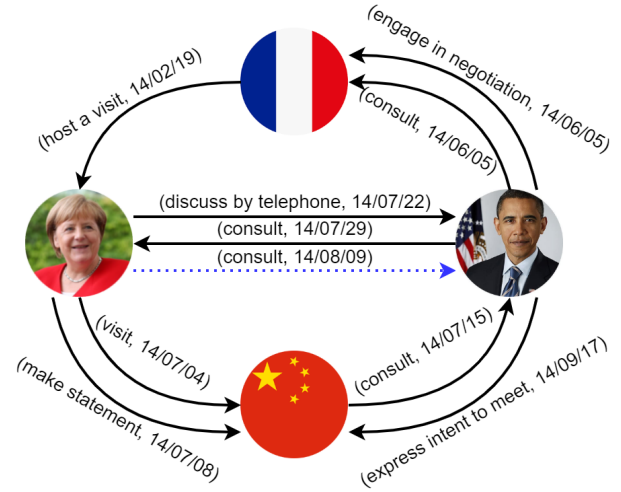 (engage in negotiation, 14/06/05)
(host a visit, 14/02/19)
(consult, 14/06/05)
(discuss by telephone, 14/07/22)
(consult, 14/07/29)
(consult, 14/08/09)
(visit, 14/07/04)
(consult, 14/07/15)
(make statement, 14/07/08)
(express intent to meet, 14/09/17)